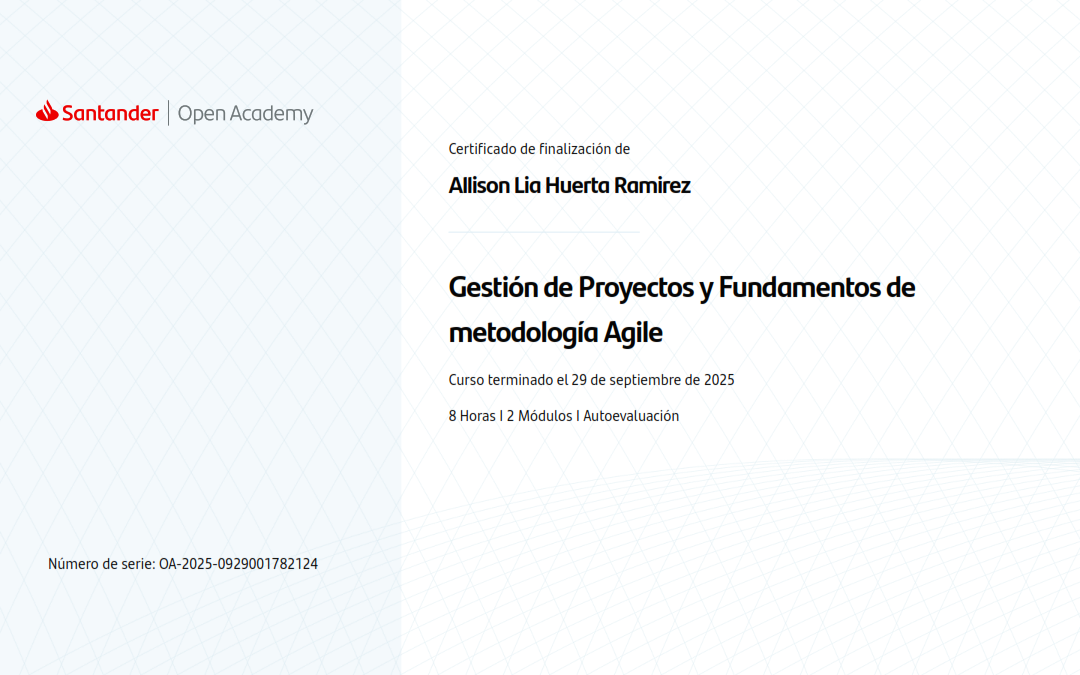 Santander | Open Academy
Certificado de finalización de
Allison Lia Huerta Ramirez
Gestión de Proyectos y Fundamentos de
metodología Agile
Curso terminado el 29 de septiembre de 2025
8 Horas I 2 Módulos I Autoevaluación
Número de serie: OA-2025-0929001782124